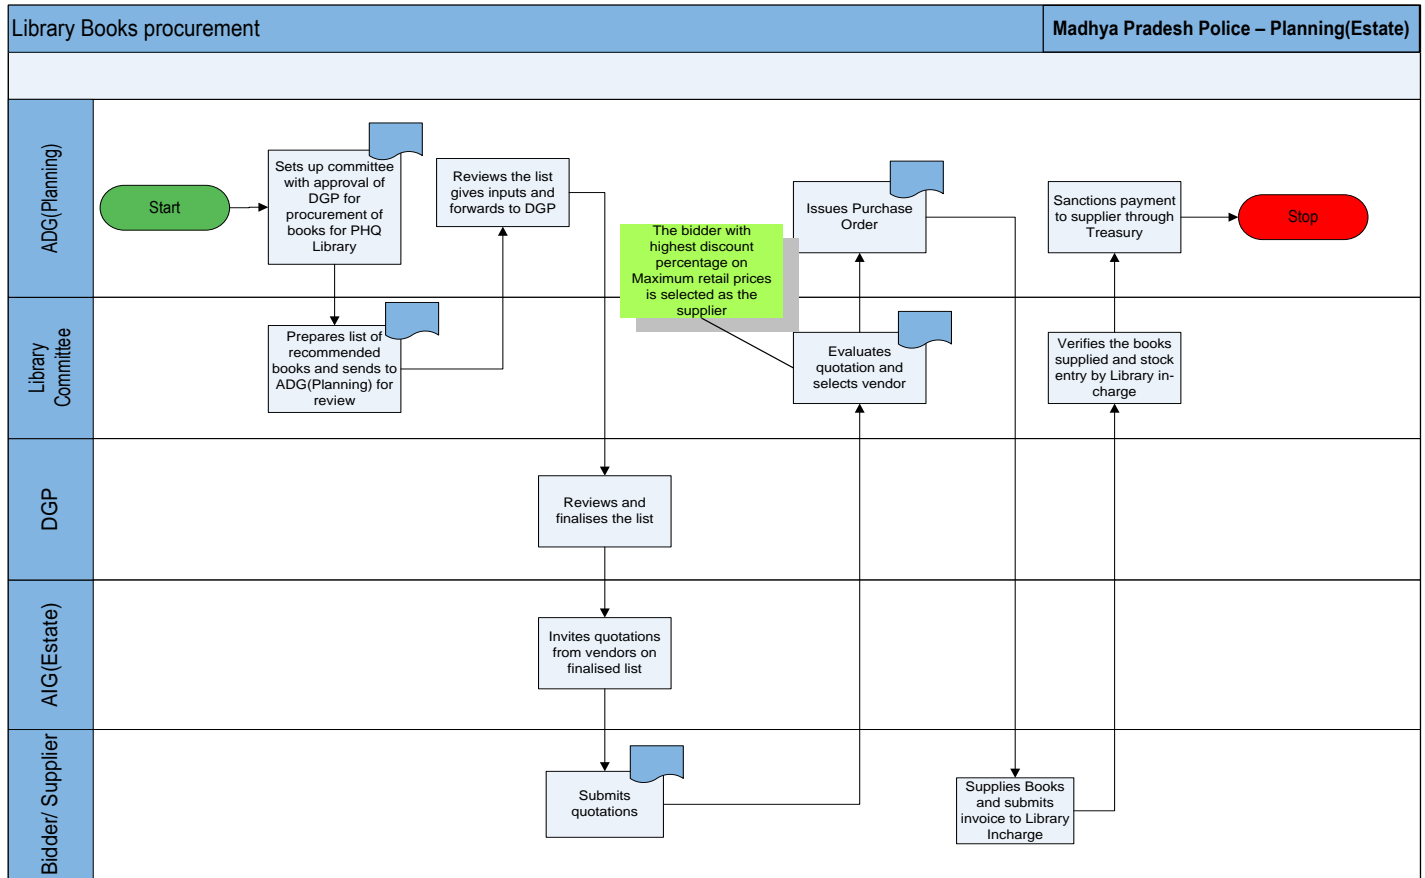 Library Books procurement
Madhya Pradesh Police – Planning(Estate)
ADG(Planning)
Start
Sets up committee
with approval of
DGP for
procurement of
books for PHQ
Library
Reviews the list
gives inputs and
forwards to DGP
The bidder with
highest discount
percentage on
Maximum retail prices
is selected as the
supplier
Issues Purchase
Order
Sanctions payment
to supplier through
Treasury
Stop
Library
Committee
Prepares list of
recommended
books and sends to
ADG(Planning) for
review
Evaluates
quotation and
selects vendor
Verifies the books
supplied and stock
entry by Library in-
charge
DGP
Reviews and
finalises the list
AIG(Estate)
Invites quotations
from vendors on
finalised list
Bidder/ Supplier
Submits
quotations
Supplies Books
and submits
invoice to Library
Incharge